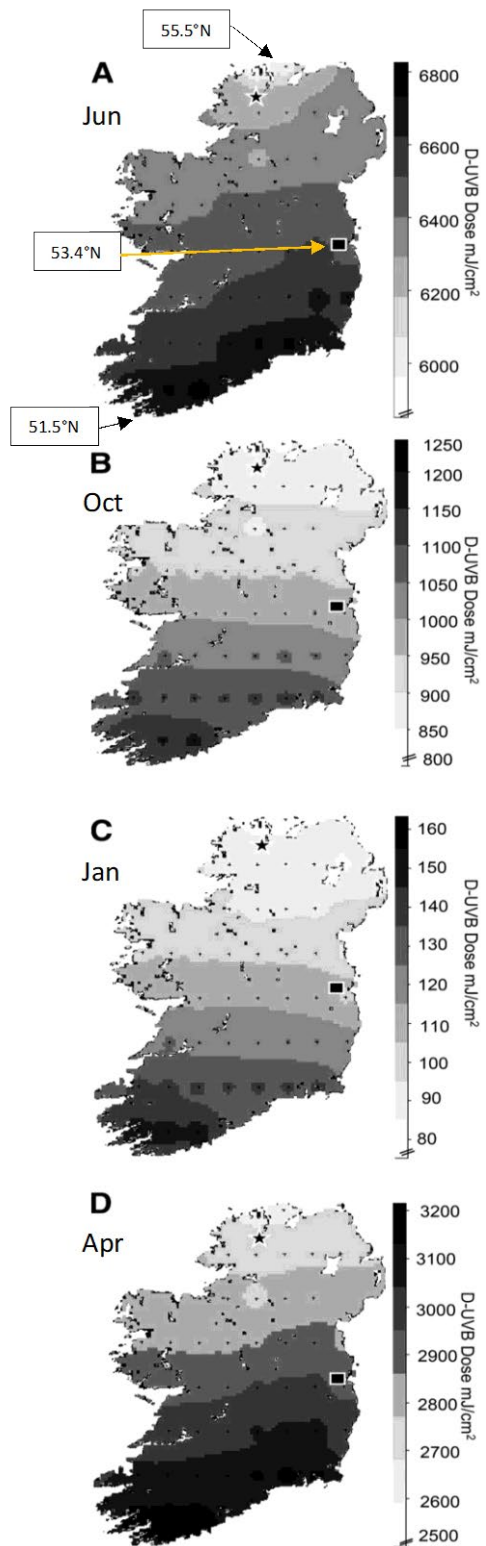 55.5°N
A
Jun
6800
6600
6400
6200
6000
D-UVB Dose mJ/cm²
53.4°N
51.5°N
B
Oct
1250
1200
1150
1100
1050
1000
950
900
850
800
D-UVB Dose mJ/cm²
C
Jan
160
150
140
130
120
110
100
90
80
D-UVB Dose mJ/cm²
D
Apr
3200
3100
3000
2900
2800
2700
2600
2500
D-UVB Dose mJ/cm²